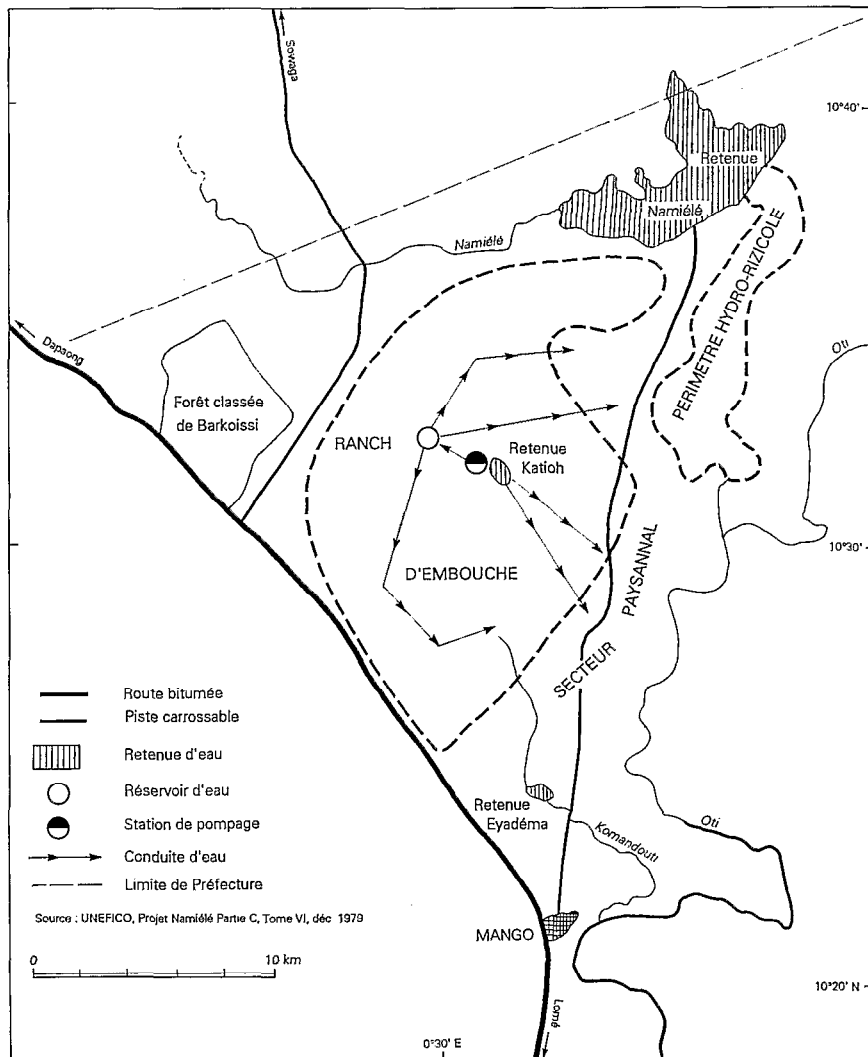 Sowaga
10°40'
Retenue
Namiélé
Namiélé
PERIMETRE HYDRO-RIZICOLE
Oti
Dapaong
Forêt classée
de Barkoissi
RANCH
Retenue
Katioh
10°30'
D'EMBOUCHE
SECTEUR PAYSANNAL
Route bitumée
Piste carrossable
Retenue d'eau
Réservoir d'eau
Station de pompage
Conduite d'eau
Limite de Préfecture
Retenue
Eyadéma
Komandouti
Oti
Source : UNEFICO, Projet Namiélé Partie C, Tome VI, déc 1979
MANGO
0 10 km
10°20' N
0°30' E
Lomé